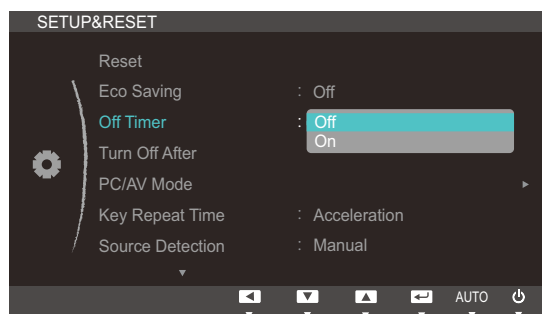 SETUP&RESET
Reset
Eco Saving : Off
Off Timer : Off
On
Turn Off After
PC/AV Mode
Key Repeat Time : Acceleration
Source Detection : Manual
AUTO